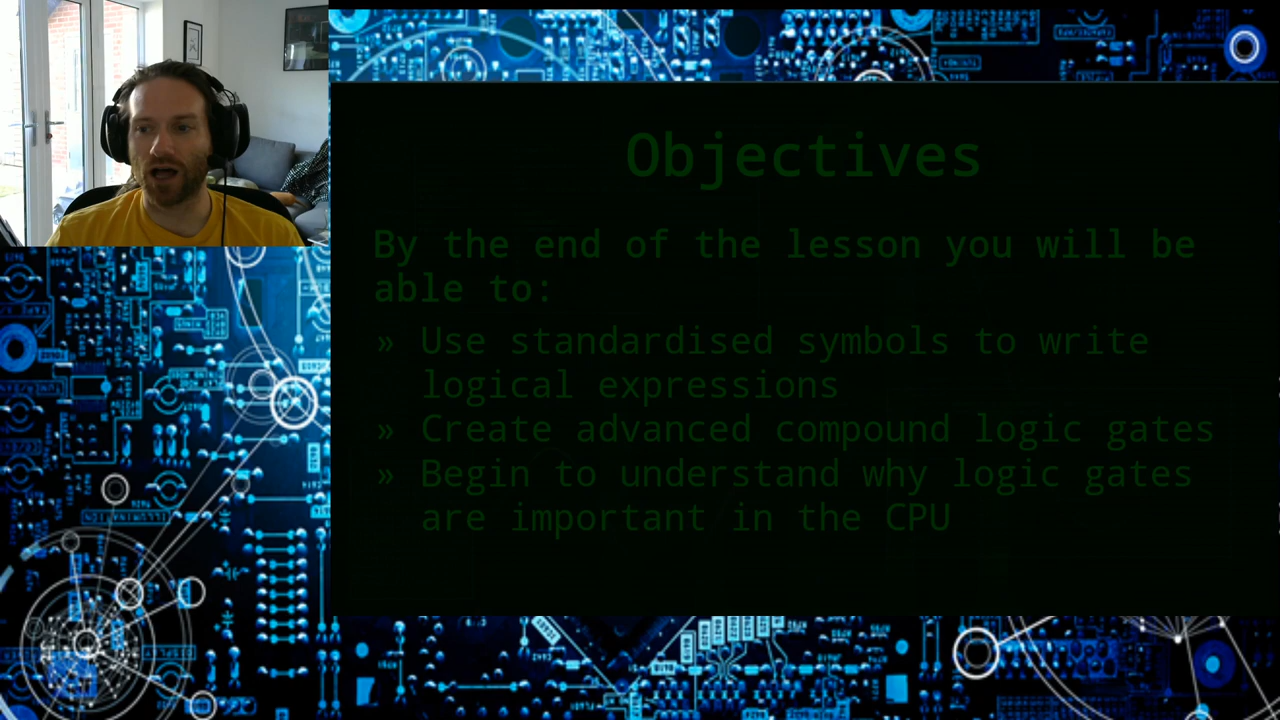 Objectives
By the end of the lesson you will be
able to:
» Use standardised symbols to write
logical expressions
» Create advanced compound logic gates
» Begin to understand why logic gates
are important in the CPU